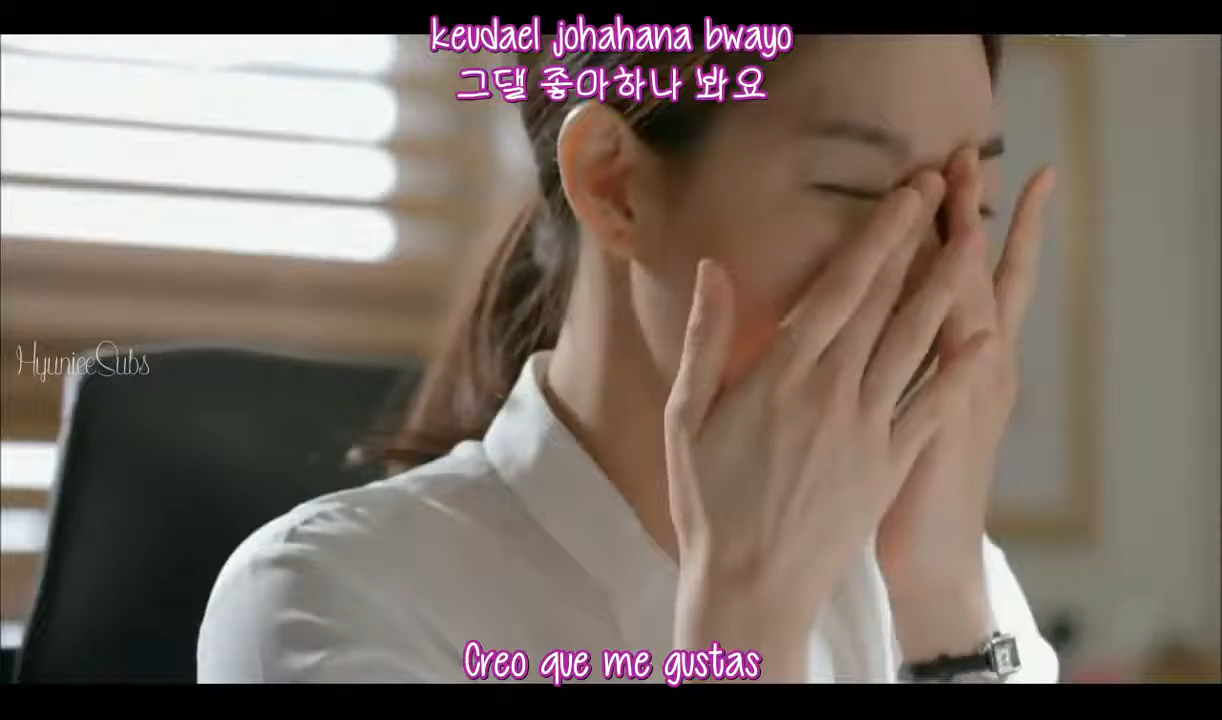 keudael johahana bwayo
그댈 좋아하나 봐요
HyunieeSubs
Creo que me gustas